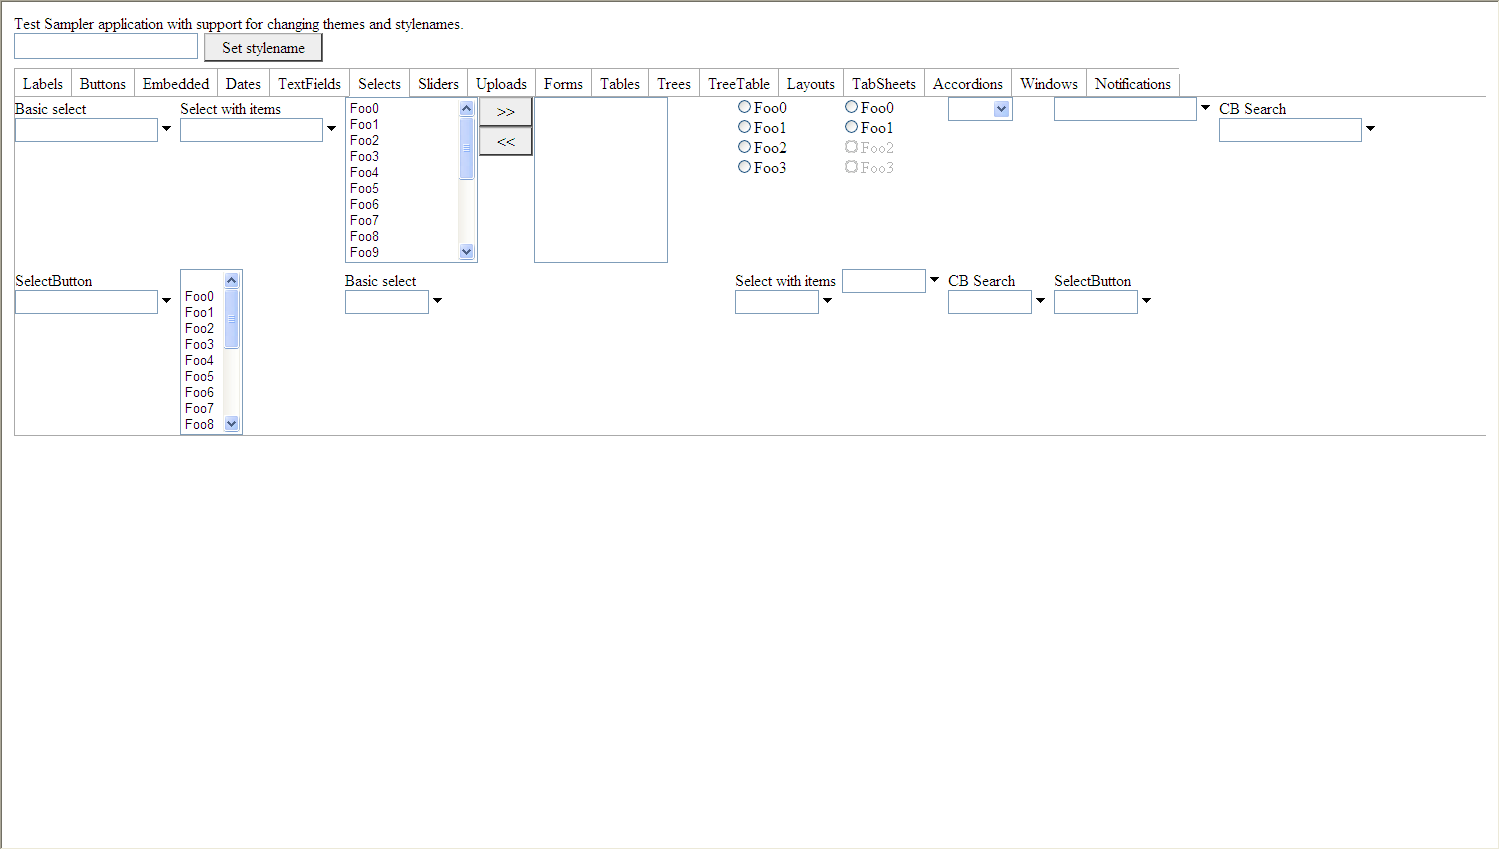 Test Sampler application with support for changing themes and stylenames.
Set stylename
Labels Buttons Embedded Dates TextFields Selects Sliders Uploads Forms Tables Trees TreeTable Layouts TabSheets Accordions Windows Notifications
Basic select
Select with items
Foo0
Foo1
Foo2
Foo3
Foo4
Foo5
Foo6
Foo7
Foo8
Foo9
>>
<<
Foo0
Foo1
Foo2
Foo3
Foo0
Foo1
Foo2
Foo3
CB Search
SelectButton
Foo0
Foo1
Foo2
Foo3
Foo4
Foo5
Foo6
Foo7
Foo8
Basic select
Select with items
CB Search
SelectButton